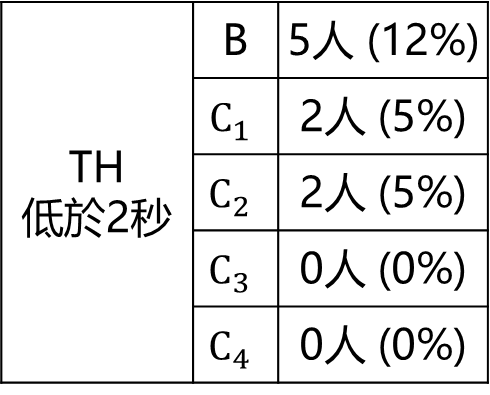 TH
低於2秒
B 5人 (12%)
C₁ 2人 (5%)
C₂ 2人 (5%)
C₃ 0人 (0%)
C₄ 0人 (0%)